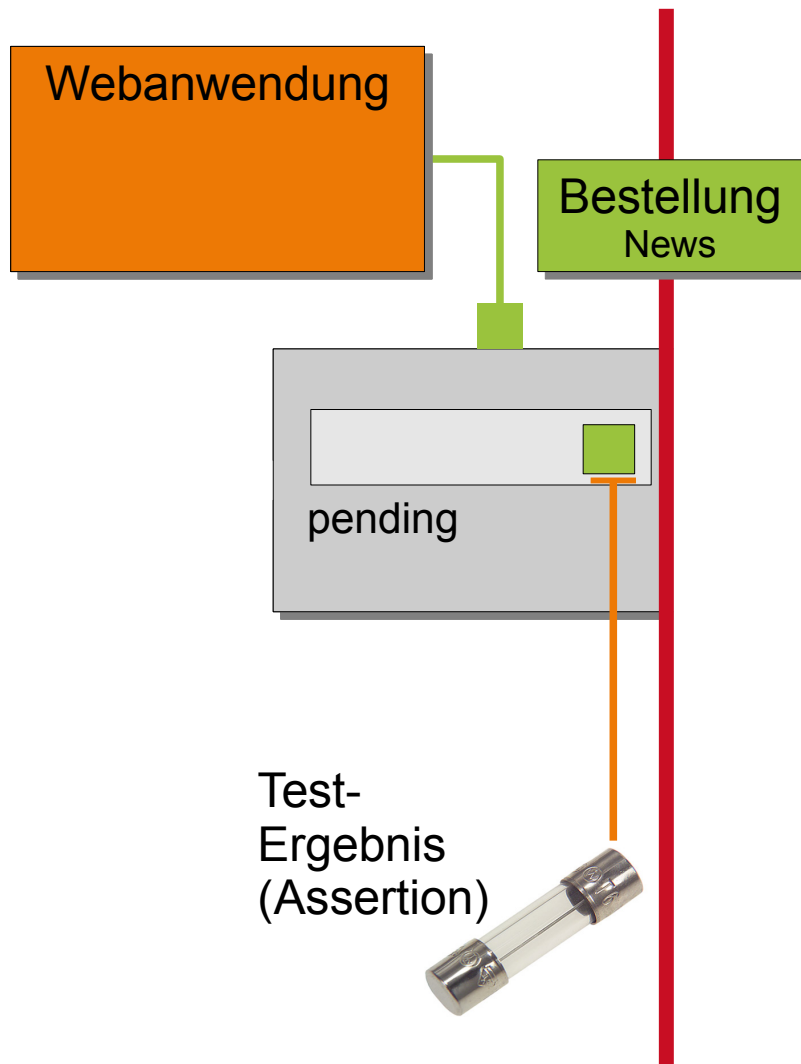 Webanwendung
Bestellung
News
pending
Test-
Ergebnis
(Assertion)